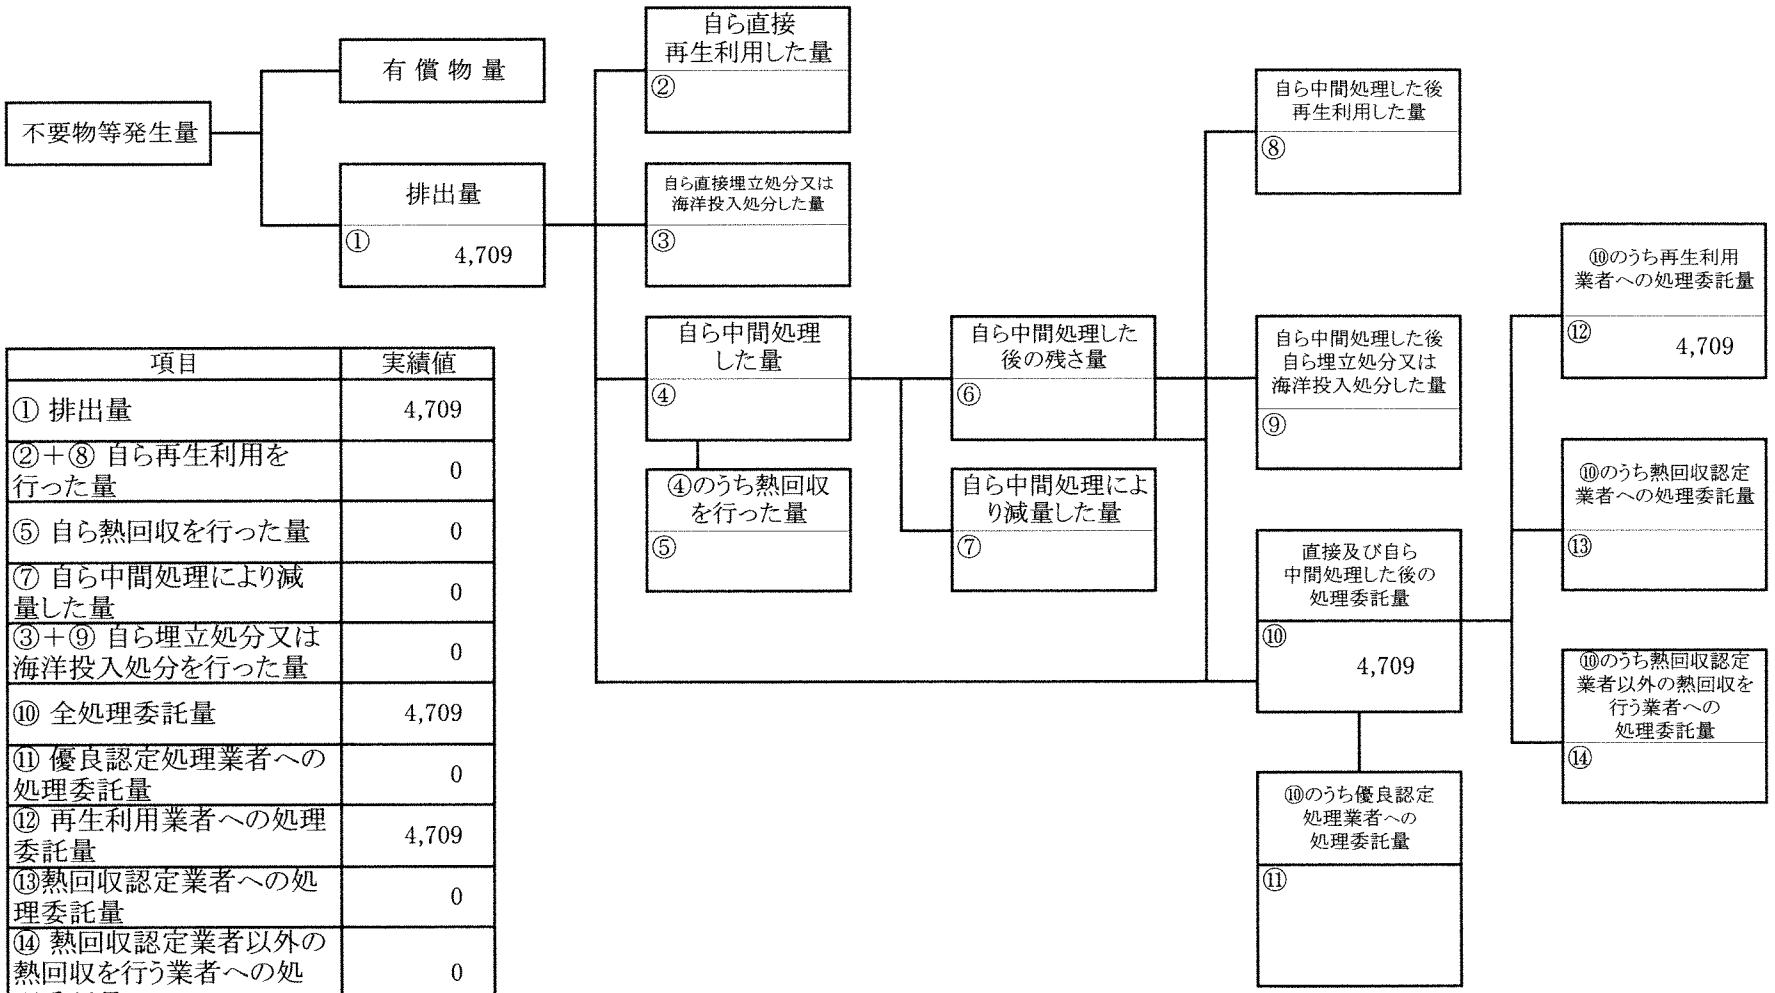 不要物等発生量
有償物量
排出量
①
4,709
自ら直接
再生利用した量
②
自ら直接埋立処分又は
海洋投入処分した量
③
自ら中間処理
した量
④
④のうち熱回収
を行った量
⑤
自ら中間処理した
後の残さ量
⑥
自ら中間処理によ
り減量した量
⑦
自ら中間処理した後
再生利用した量
⑧
自ら中間処理した後
自ら埋立処分又は
海洋投入処分した量
⑨
直接及び自ら
中間処理した後の
処理委託量
⑩
4,709
⑩のうち優良認定
処理業者への
処理委託量
⑪
⑩のうち再生利用
業者への処理委託量
⑫
4,709
⑩のうち熱回収認定
業者への処理委託量
⑬
⑩のうち熱回収認定
業者以外の熱回収を
行う業者への
処理委託量
⑭
項目 実績値
① 排出量 4,709
②+⑧ 自ら再生利用を
行った量 0
⑤ 自ら熱回収を行った量 0
⑦ 自ら中間処理により減
量した量 0
③+⑨ 自ら埋立処分又は
海洋投入処分を行った量 0
⑩ 全処理委託量 4,709
⑪ 優良認定処理業者への
処理委託量 0
⑫ 再生利用業者への処理
委託量 4,709
⑬熱回収認定業者への処
理委託量 0
⑭ 熱回収認定業者以外の
熱回収を行う業者への処 0